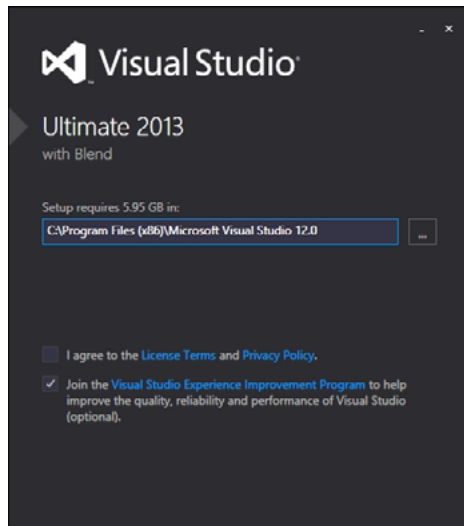 Visual Studio
Ultimate 2013
with Blend
Setup requires 5.95 GB in:
C:\Program Files (x86)\Microsoft Visual Studio 12.0
...
I agree to the License Terms and Privacy Policy.
Join the Visual Studio Experience Improvement Program to help
improve the quality, reliability and performance of Visual Studio
(optional).